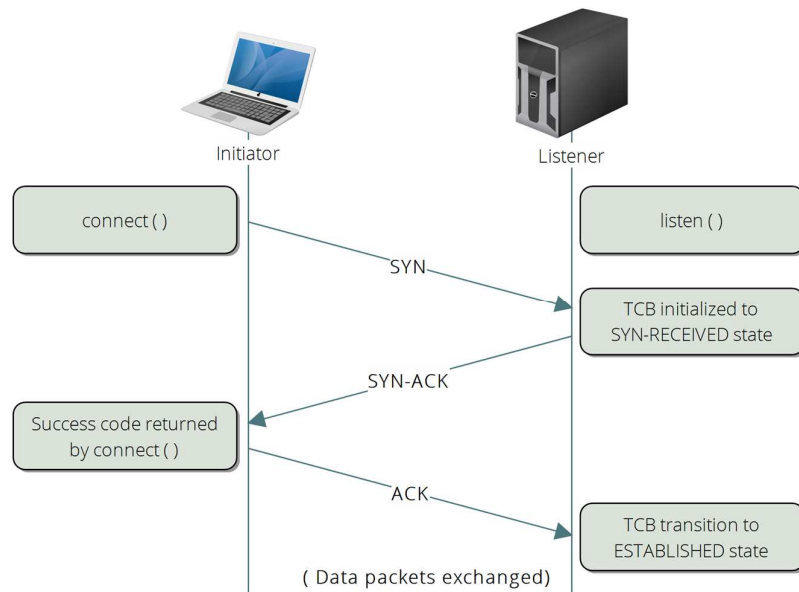 Initiator
Listener
connect ( )
listen ( )
SYN
TCB initialized to
SYN-RECEIVED state
SYN-ACK
Success code returned
by connect ( )
ACK
TCB transition to
ESTABLISHED state
( Data packets exchanged)